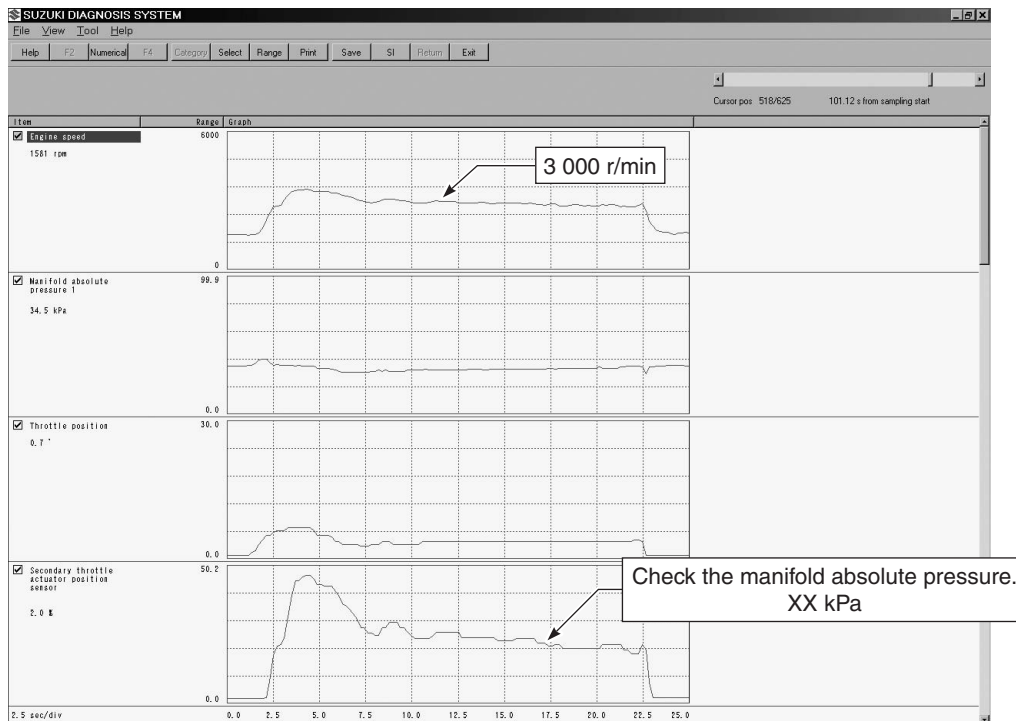 SUZUKI DIAGNOSIS SYSTEM
File View Tool Help
Help F2 Numerical F4 Category Select Range Print Save SI Return Exit
Cursor pos 518/625 101.12 s from sampling start
Item Range Graph
Engine speed 6000
1581 rpm
3 000 r/min
0
Manifold absolute 99.9
pressure 1
34.5 kPa
0.0
Throttle position 30.0
0.7 °
0.0
Secondary throttle 50.2
actuator position
sensor
2.0 %
Check the manifold absolute pressure.
XX kPa
0.0
2.5 sec/div 0.0 2.5 5.0 7.5 10.0 12.5 15.0 17.5 20.0 22.5 25.0